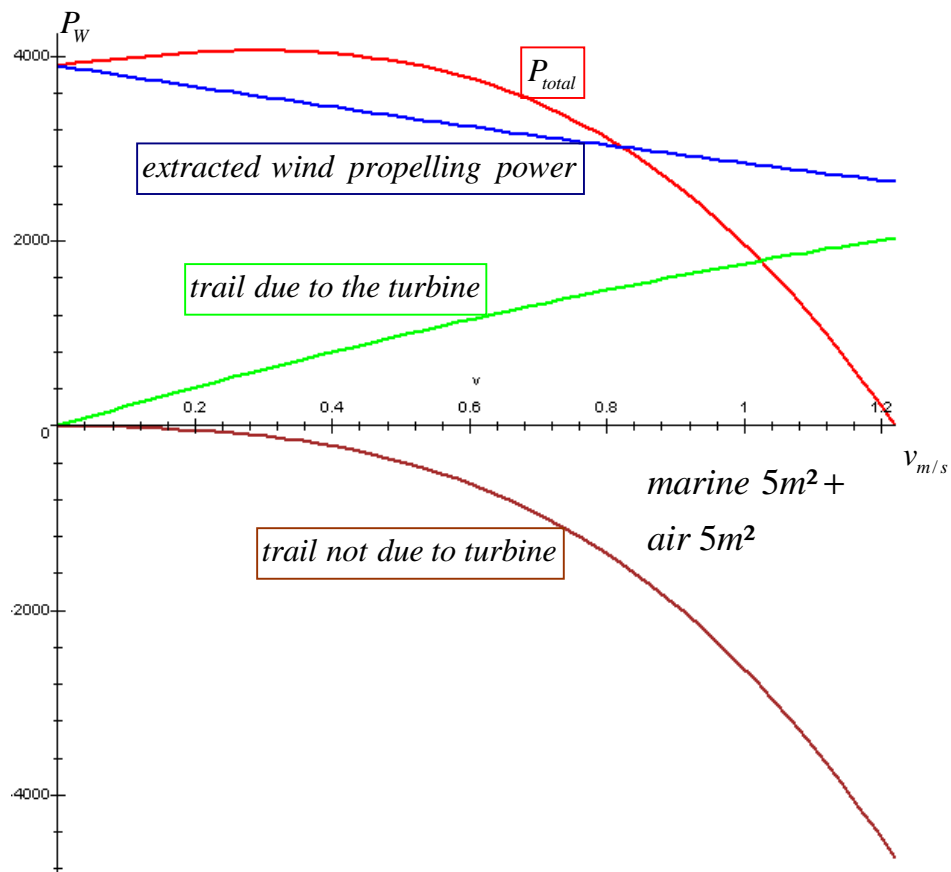 P_W
4000
P_total
extracted wind propelling power
2000
trail due to the turbine
v
0
0.2
0.4
0.6
0.8
1
1.2
v_m/s
marine 5m² +
air 5m²
trail not due to turbine
-2000
-4000